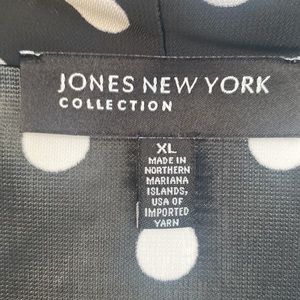 JONES NEW YORK
COLLECTION
XL
MADE IN
NORTHERN
MARIANA
ISLANDS,
USA OF
IMPORTED
YARN